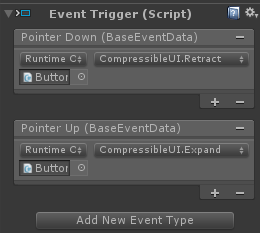 Event Trigger (Script)
Pointer Down (BaseEventData)
Runtime C
CompressibleUI.Retract
Button
Pointer Up (BaseEventData)
Runtime C
CompressibleUI.Expand
Button
Add New Event Type